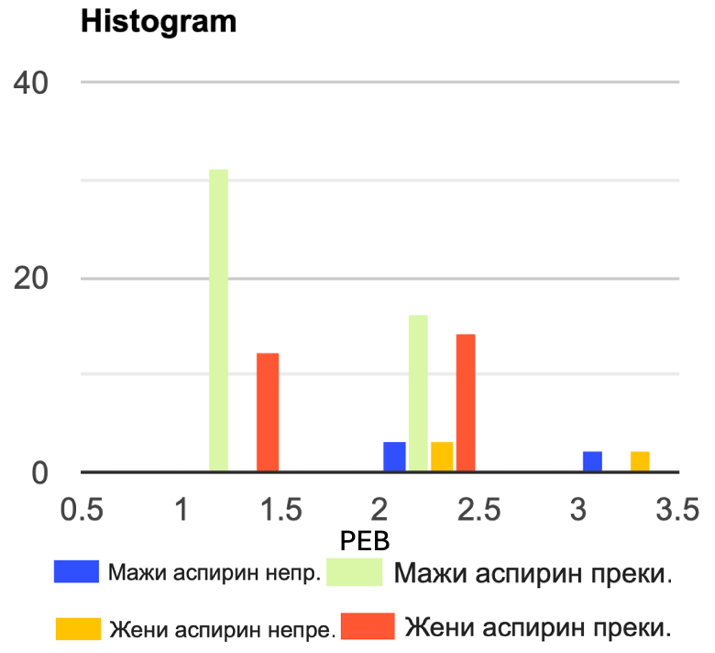 Histogram
40
20
0
0.5 1 1.5 2 2.5 3 3.5
РЕВ
Мажи аспирин непр. Мажи аспирин преки.
Жени аспирин непре. Жени аспирин преки.